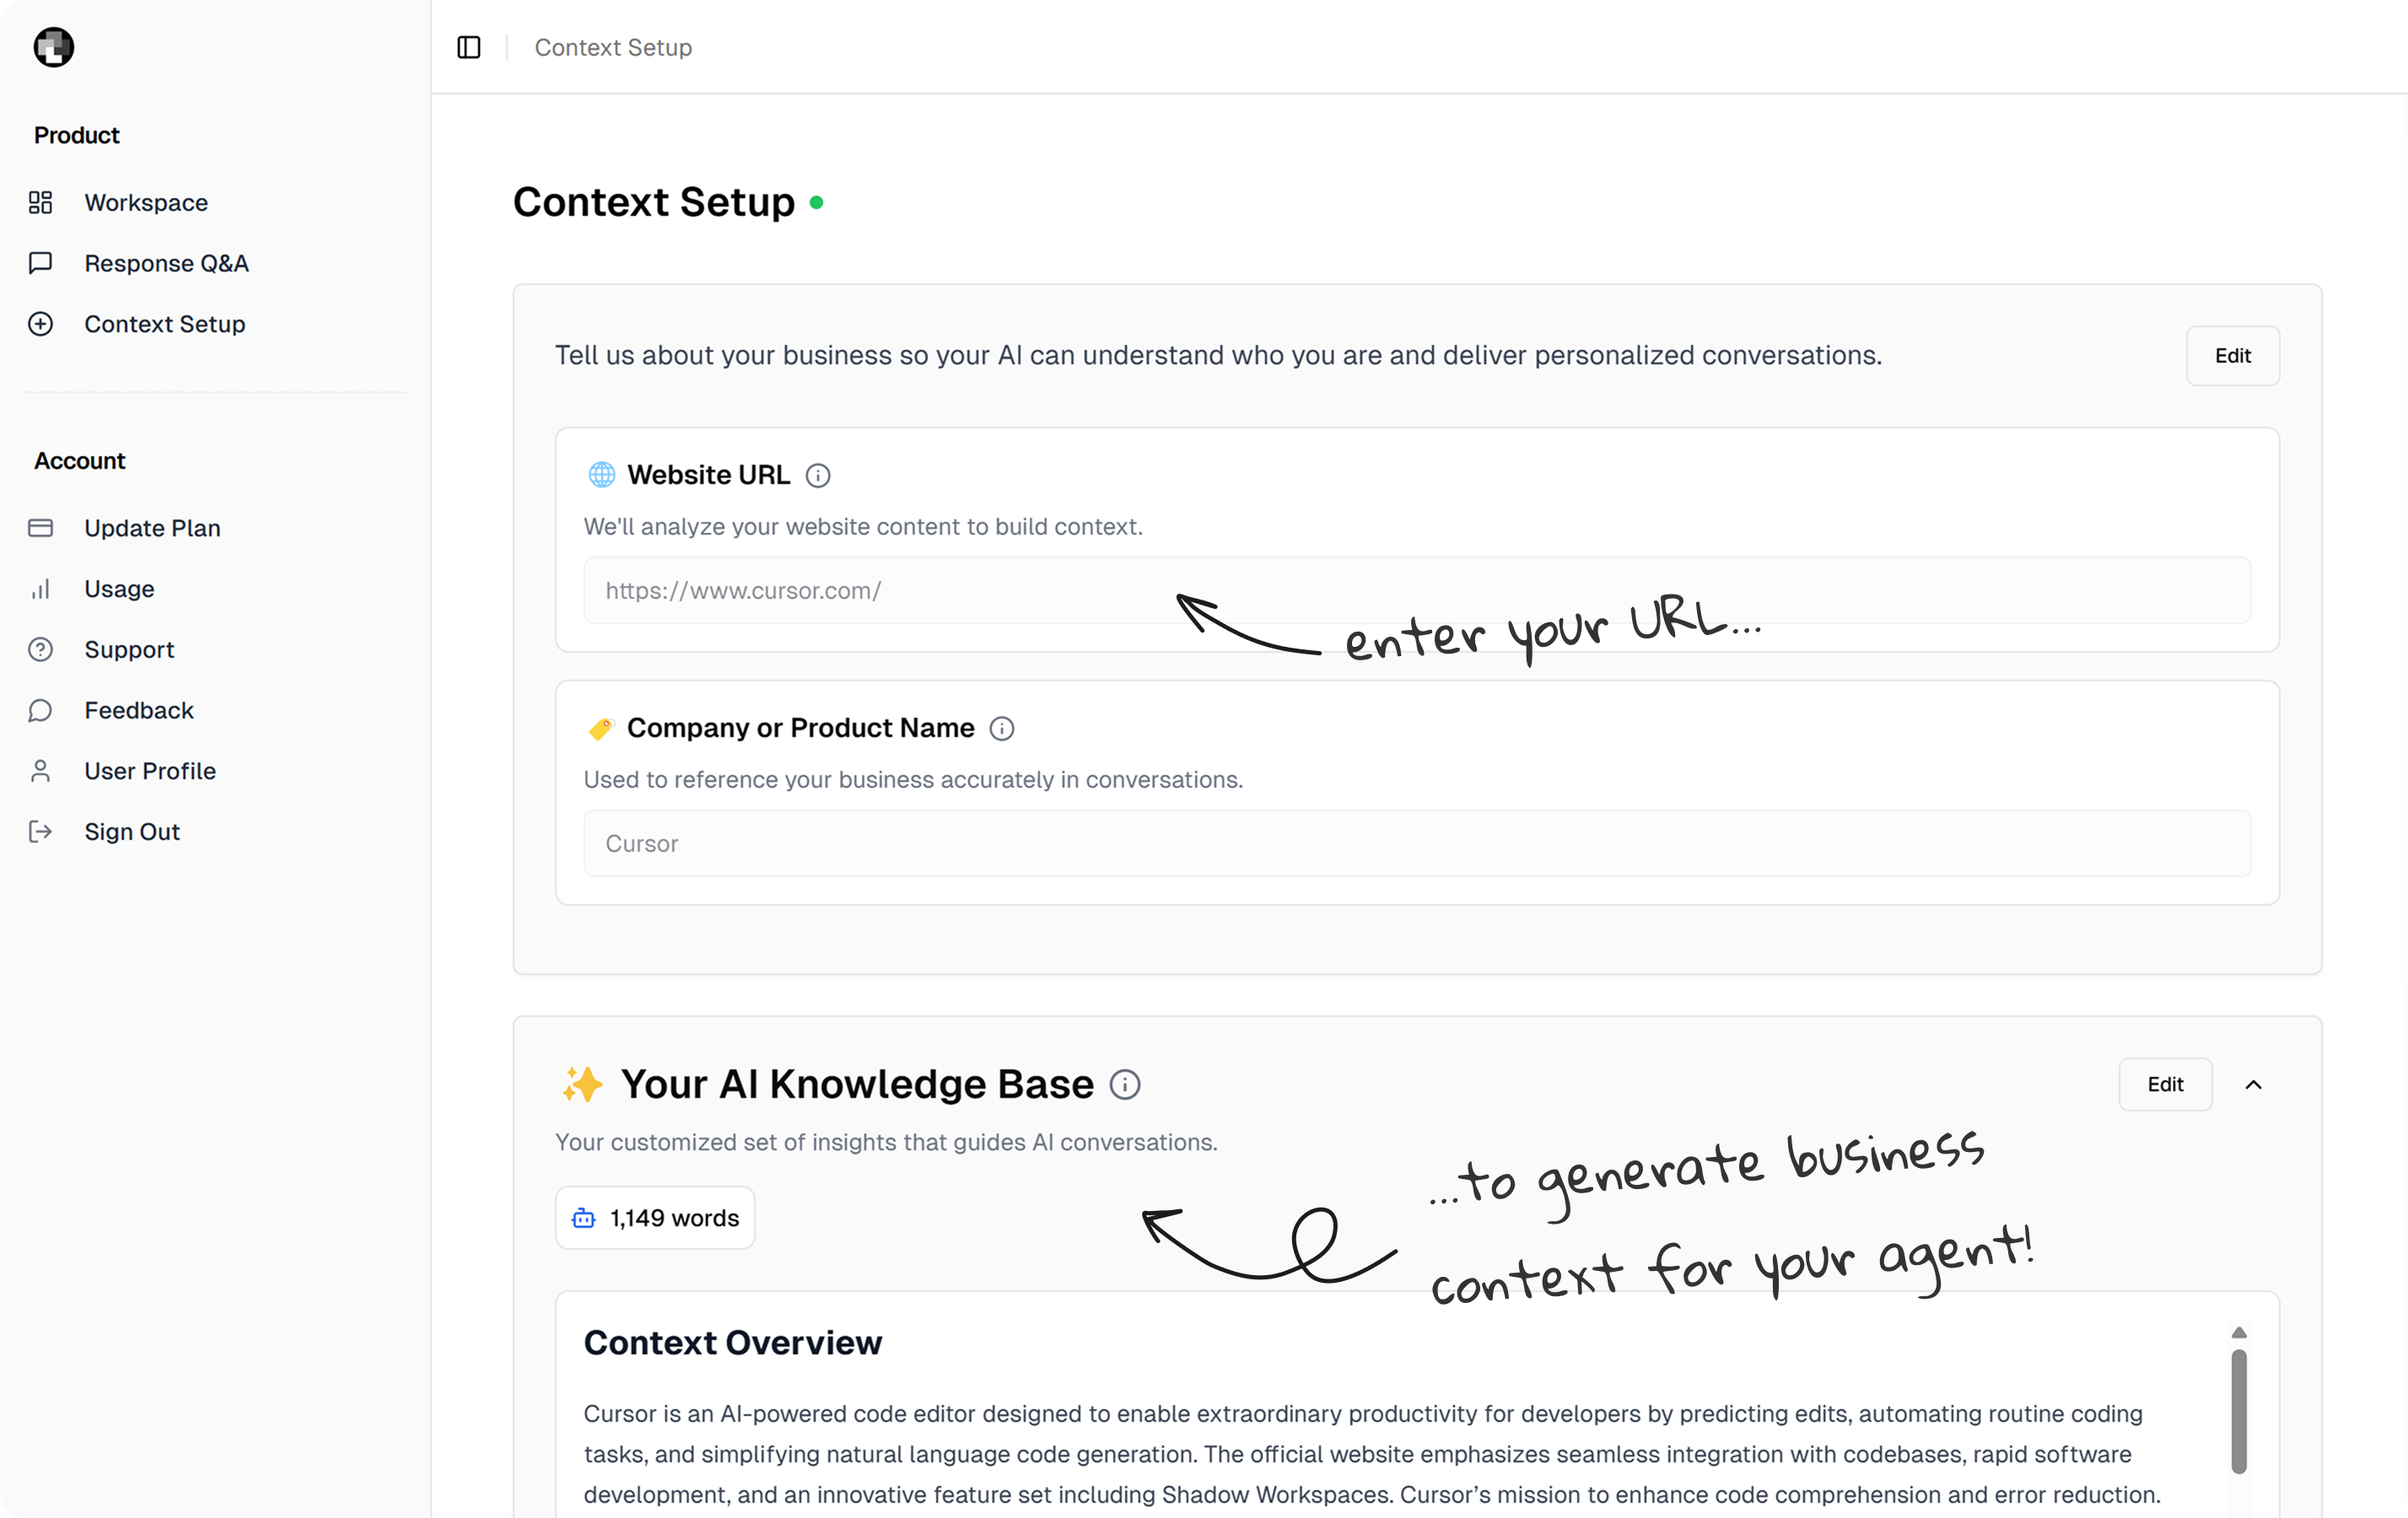 Product
Workspace
Response Q&A
Context Setup
Account
Update Plan
Usage
Support
Feedback
User Profile
Sign Out
Context Setup
Context Setup
Tell us about your business so your AI can understand who you are and deliver personalized conversations.
Edit
Website URL
We'll analyze your website content to build context.
https://www.cursor.com/
enter your URL...
Company or Product Name
Used to reference your business accurately in conversations.
Cursor
Your AI Knowledge Base
Edit
Your customized set of insights that guides AI conversations.
1,149 words
...to generate business
context for your agent!
Context Overview
Cursor is an AI-powered code editor designed to enable extraordinary productivity for developers by predicting edits, automating routine coding
tasks, and simplifying natural language code generation. The official website emphasizes seamless integration with codebases, rapid software
development, and an innovative feature set including Shadow Workspaces. Cursor’s mission to enhance code comprehension and error reduction.